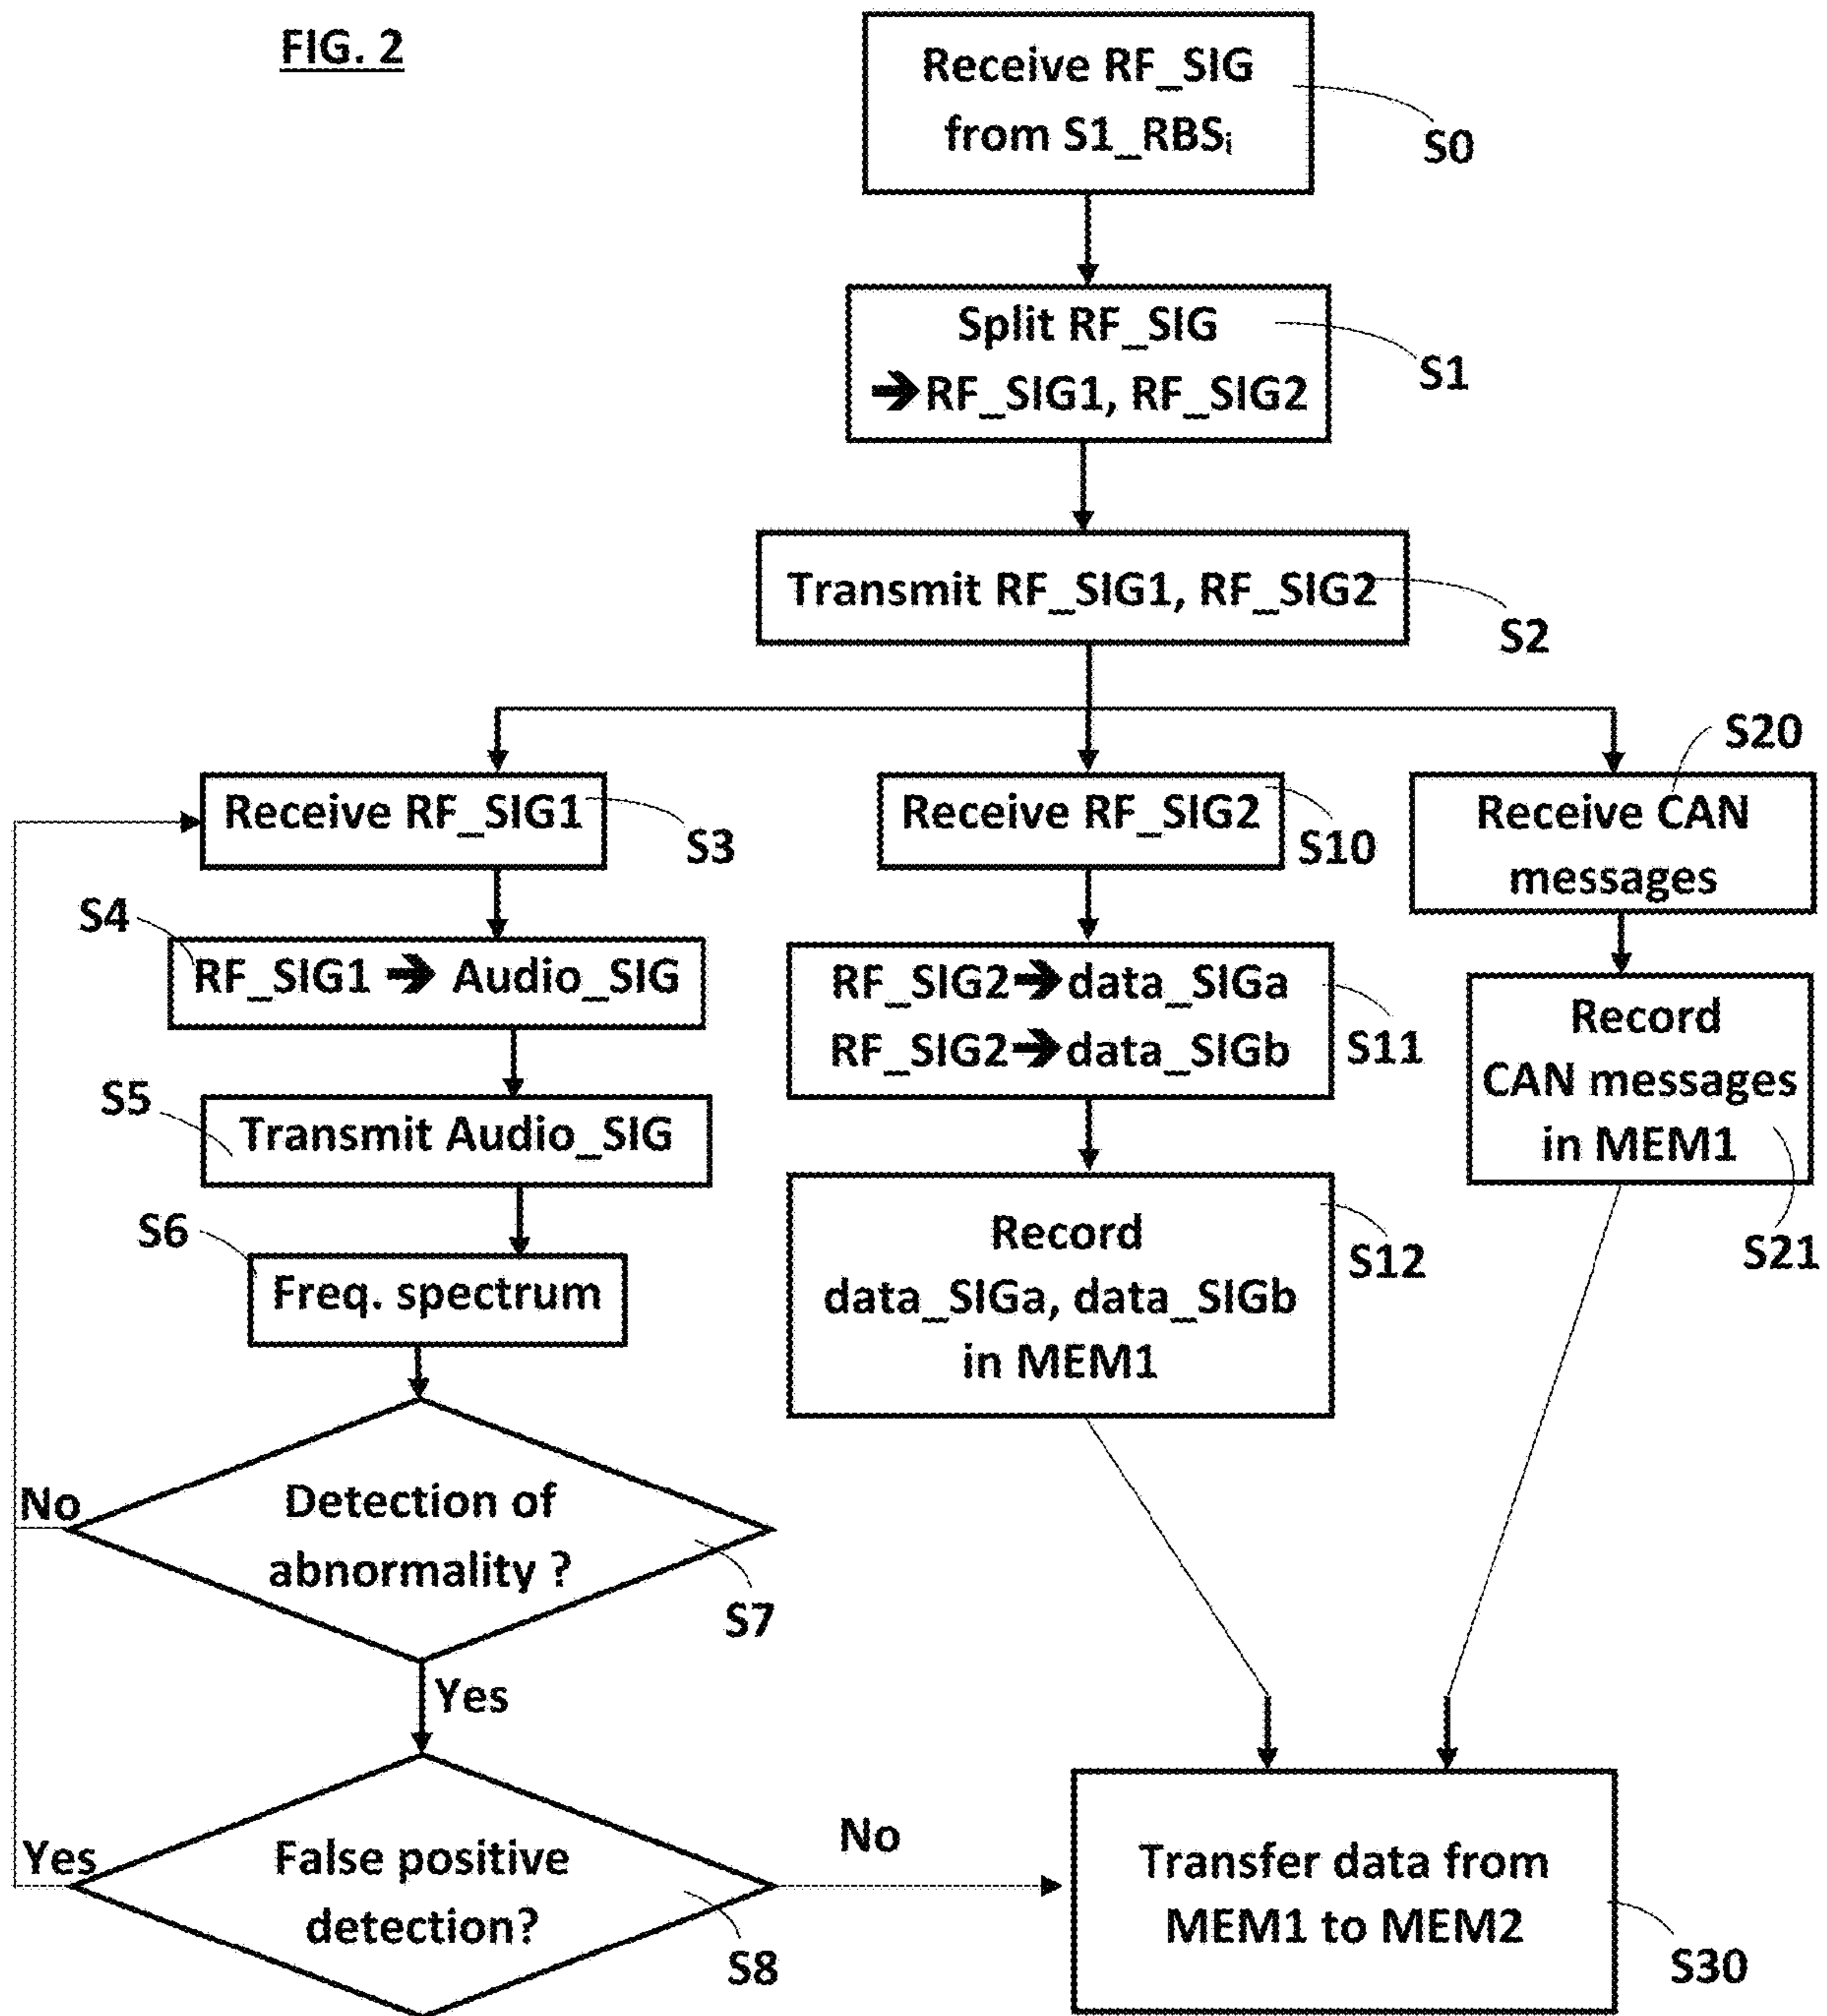 FIG. 2
Receive RF_SIG
from S1_RBSi
S0
Split RF_SIG
➔RF_SIG1, RF_SIG2
S1
Transmit RF_SIG1, RF_SIG2
S2
Receive RF_SIG1
S3
Receive RF_SIG2
S10
S20
Receive CAN
messages
S4
RF_SIG1 ➔ Audio_SIG
RF_SIG2➔data_SIGa
RF_SIG2➔data_SIGb
S11
Record
CAN messages
in MEM1
S21
S5
Transmit Audio_SIG
S6
Freq. spectrum
Record
data_SIGa, data_SIGb
in MEM1
S12
No
Detection of
abnormality ?
S7
Yes
Yes
False positive
detection?
S8
No
Transfer data from
MEM1 to MEM2
S30